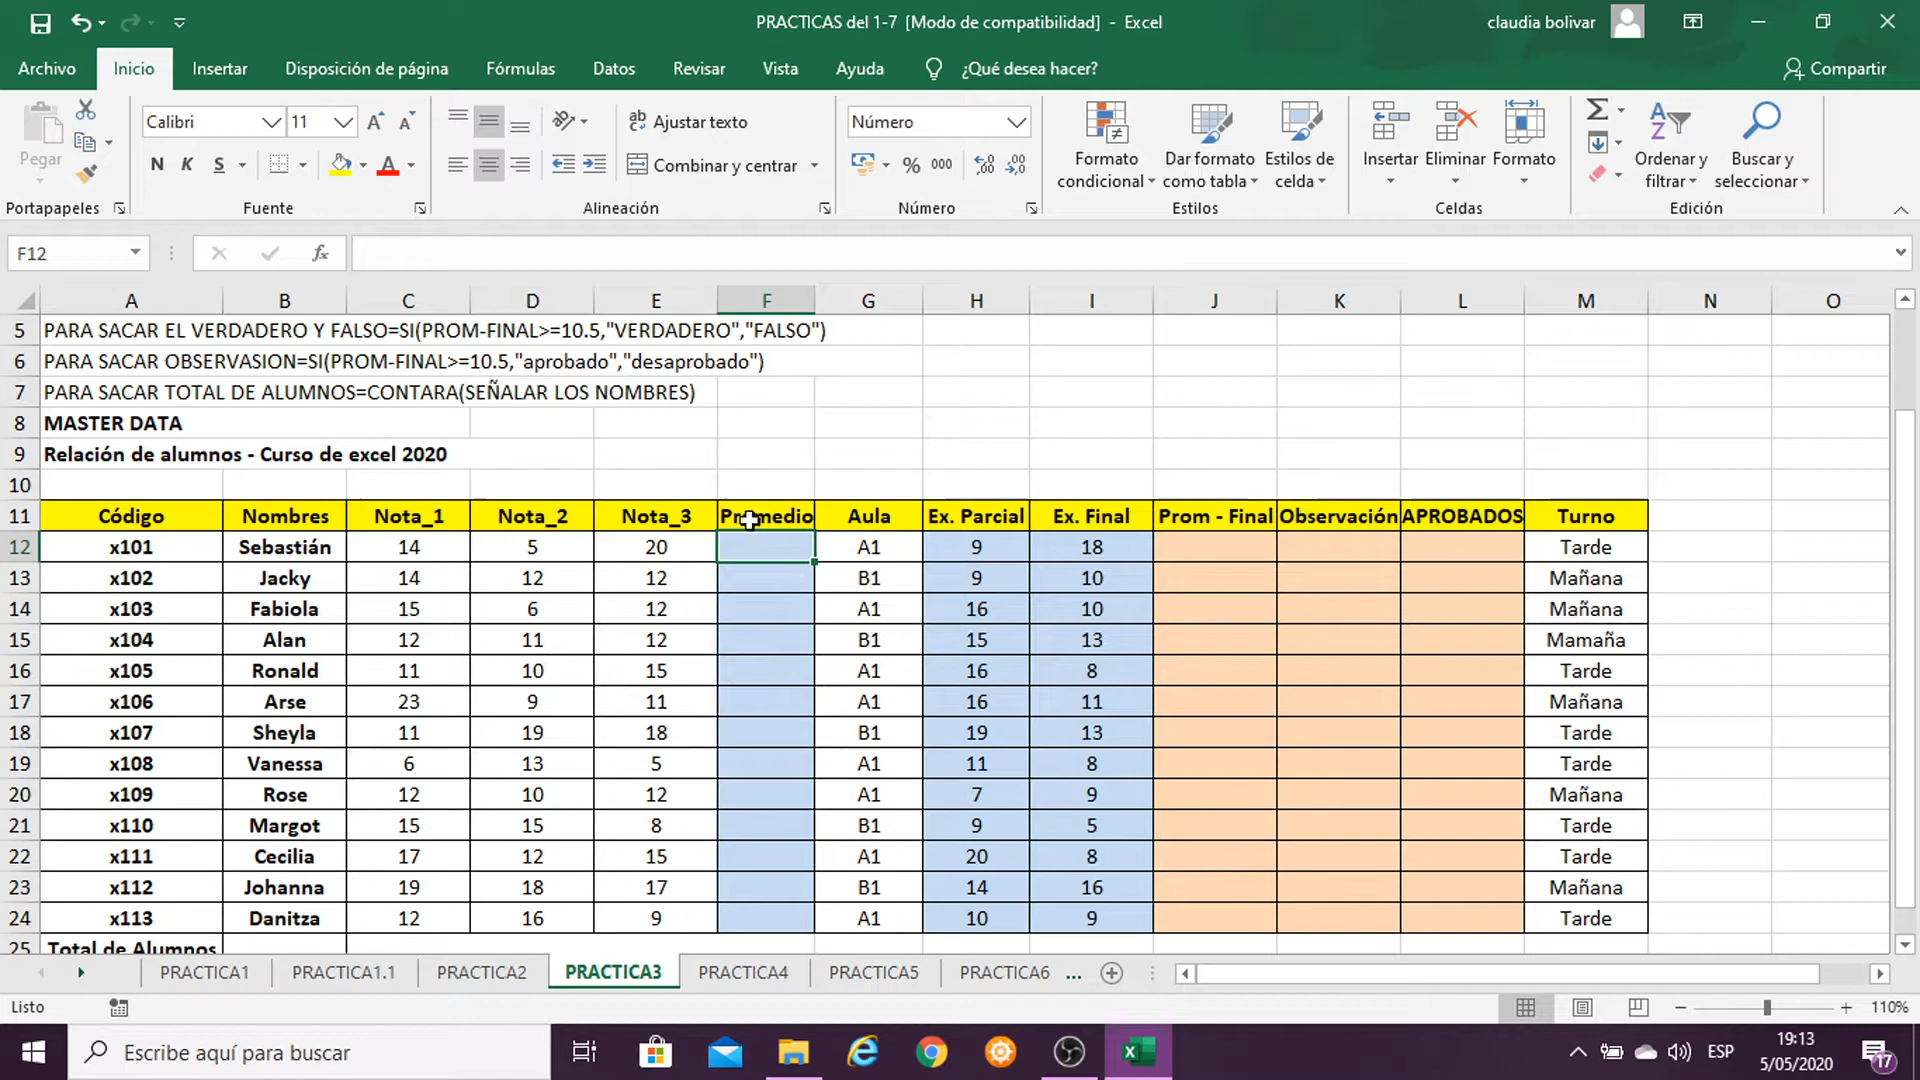 PRACTICAS del 1-7 [Modo de compatibilidad] - Excel
claudia bolivar
Archivo Inicio Insertar Disposición de página Fórmulas Datos Revisar Vista Ayuda ¿Qué desea hacer? Compartir
Pegar
Calibri 11
N K S
Ajustar texto
Combinar y centrar
Número
% 000
Formato condicional
Dar formato como tabla
Estilos de celda
Insertar Eliminar Formato
Ordenar y filtrar
Buscar y seleccionar
Portapapeles Fuente Alineación Número Estilos Celdas Edición
F12 fx
A B C D E F G H I J K L M N O
5 PARA SACAR EL VERDADERO Y FALSO=SI(PROM-FINAL>=10.5,"VERDADERO","FALSO")
6 PARA SACAR OBSERVASION=SI(PROM-FINAL>=10.5,"aprobado","desaprobado")
7 PARA SACAR TOTAL DE ALUMNOS=CONTARA(SEÑALAR LOS NOMBRES)
8 MASTER DATA
9 Relación de alumnos - Curso de excel 2020
10
11 Código Nombres Nota_1 Nota_2 Nota_3 Promedio Aula Ex. Parcial Ex. Final Prom - Final Observación APROBADOS Turno
12 x101 Sebastián 14 5 20 A1 9 18 Tarde
13 x102 Jacky 14 12 12 B1 9 10 Mañana
14 x103 Fabiola 15 6 12 A1 16 10 Mañana
15 x104 Alan 12 11 12 B1 15 13 Mamaña
16 x105 Ronald 11 10 15 A1 16 8 Tarde
17 x106 Arse 23 9 11 A1 16 11 Mañana
18 x107 Sheyla 11 19 18 B1 19 13 Tarde
19 x108 Vanessa 6 13 5 A1 11 8 Tarde
20 x109 Rose 12 10 12 A1 7 9 Mañana
21 x110 Margot 15 15 8 B1 9 5 Tarde
22 x111 Cecilia 17 12 15 A1 20 8 Tarde
23 x112 Johanna 19 18 17 B1 14 16 Mañana
24 x113 Danitza 12 16 9 A1 10 9 Tarde
25 Total de Alumnos
PRACTICA1 PRACTICA1.1 PRACTICA2 PRACTICA3 PRACTICA4 PRACTICA5 PRACTICA6 ...
Listo 110%
Escribe aquí para buscar
ESP
19:13
5/05/2020
17